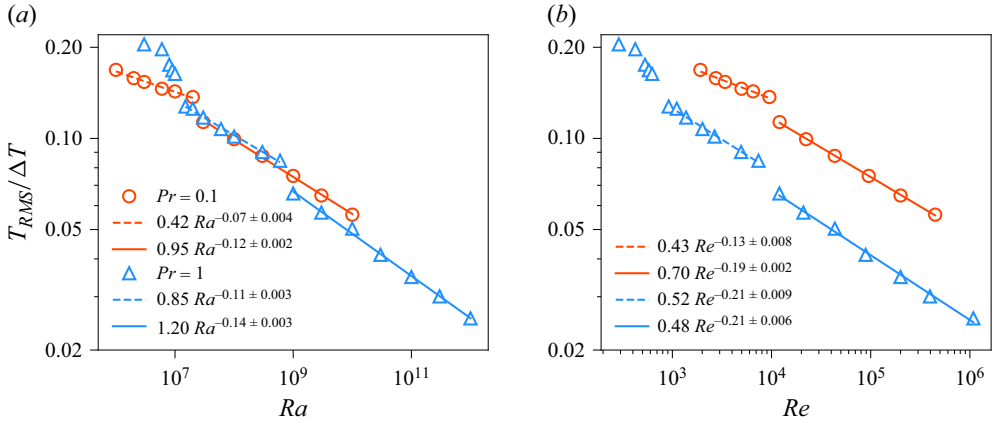 (a)
T_RMS/ΔT
0.20
0.10
0.05
0.02
Pr = 0.1
0.42 Ra^−0.07 ± 0.004
0.95 Ra^−0.12 ± 0.002
Pr = 1
0.85 Ra^−0.11 ± 0.003
1.20 Ra^−0.14 ± 0.003
10^7
10^9
10^11
Ra
(b)
0.20
0.10
0.05
0.02
0.43 Re^−0.13 ± 0.008
0.70 Re^−0.19 ± 0.002
0.52 Re^−0.21 ± 0.009
0.48 Re^−0.21 ± 0.006
10^3
10^4
10^5
10^6
Re